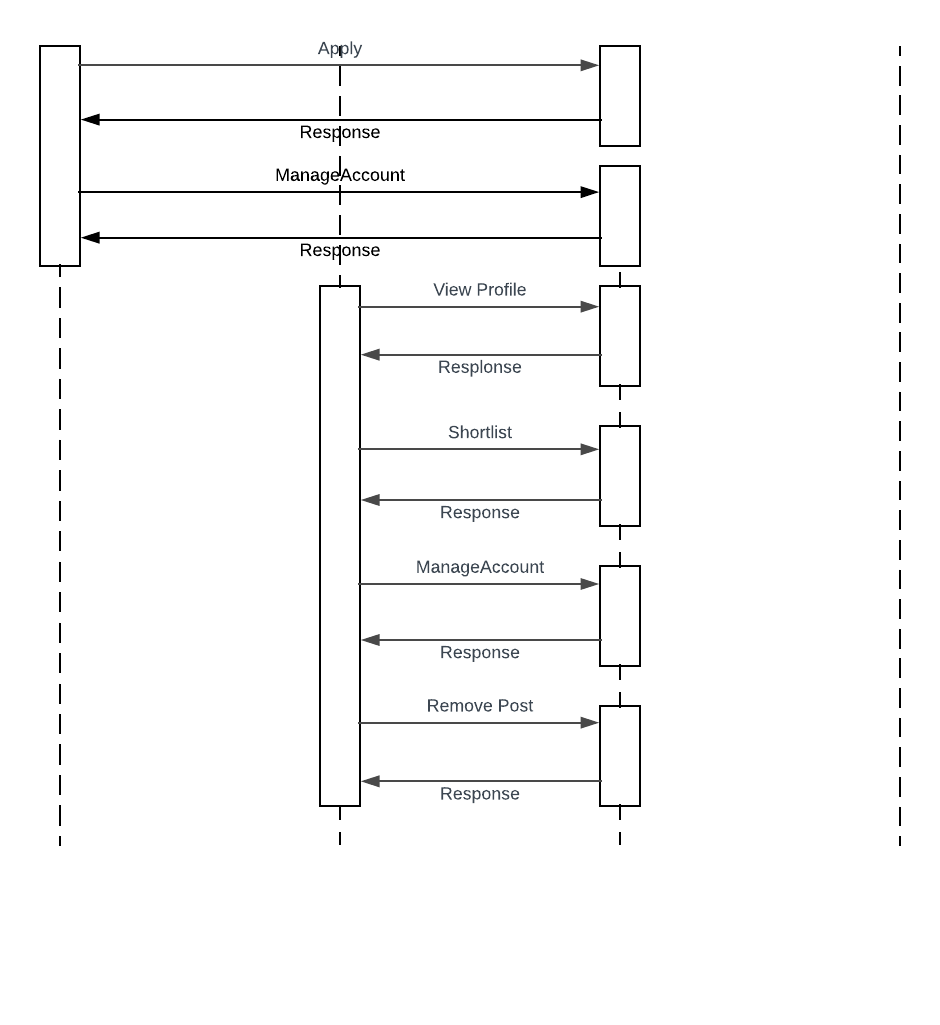 Apply
Response
ManageAccount
Response
View Profile
Resplonse
Shortlist
Response
ManageAccount
Response
Remove Post
Response